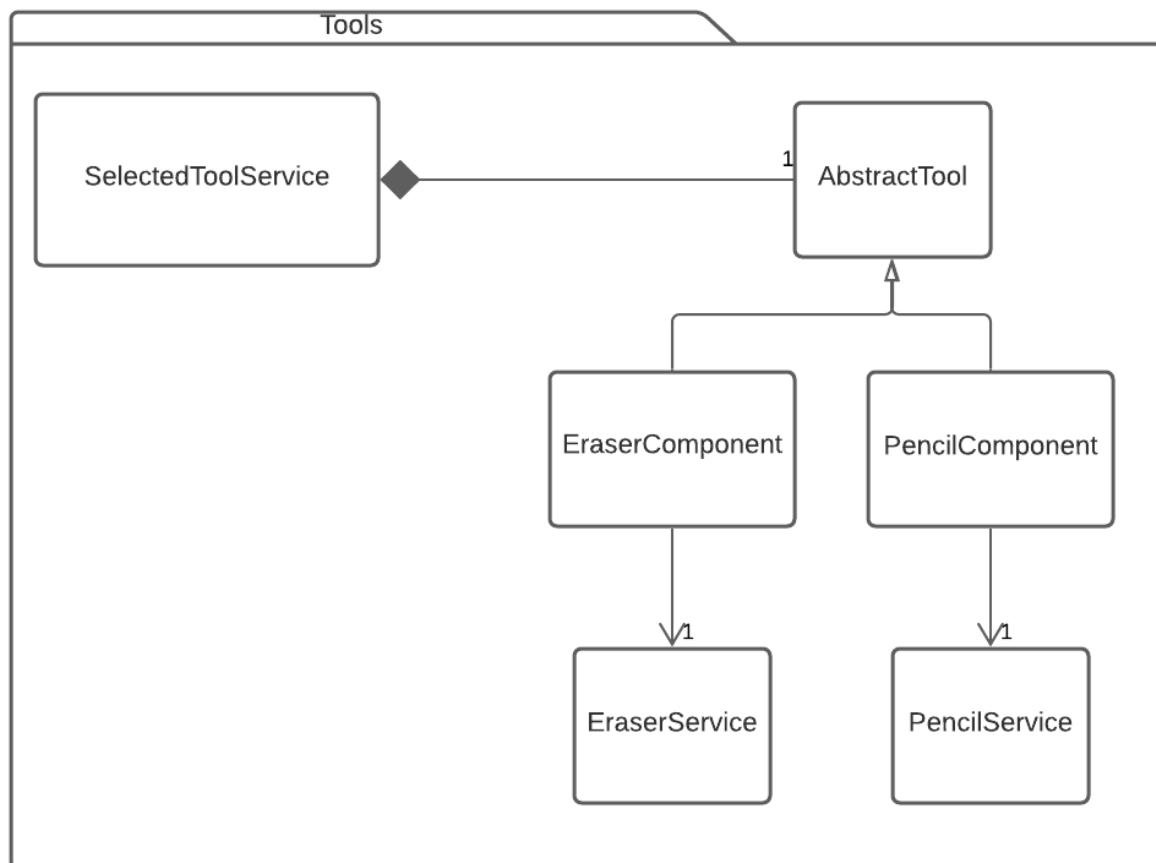 Tools
SelectedToolService
1
AbstractTool
EraserComponent
PencilComponent
1
1
EraserService
PencilService